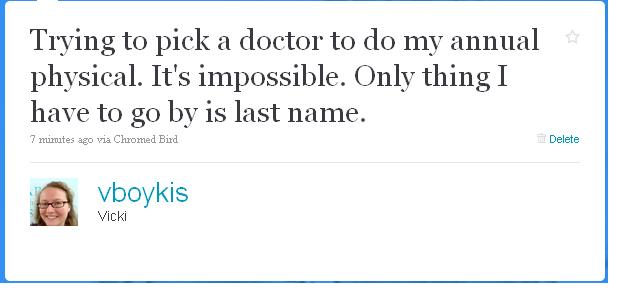 Trying to pick a doctor to do my annual
physical. It's impossible. Only thing I
have to go by is last name.
7 minutes ago via Chromed Bird
Delete
vboykis
Vicki